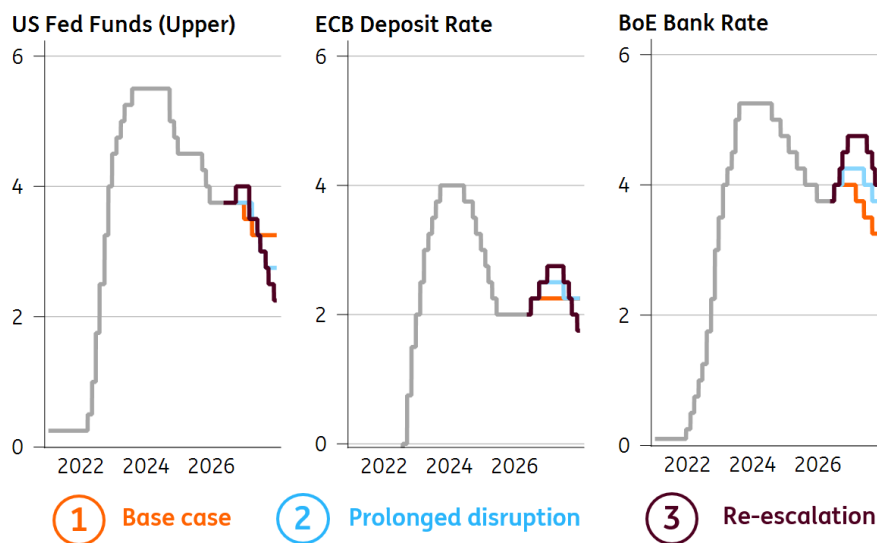 US Fed Funds (Upper)
6
4
2
0
2022 2024 2026
ECB Deposit Rate
6
4
2
0
2022 2024 2026
BoE Bank Rate
6
4
2
0
2022 2024 2026
1 Base case
2 Prolonged disruption
3 Re-escalation